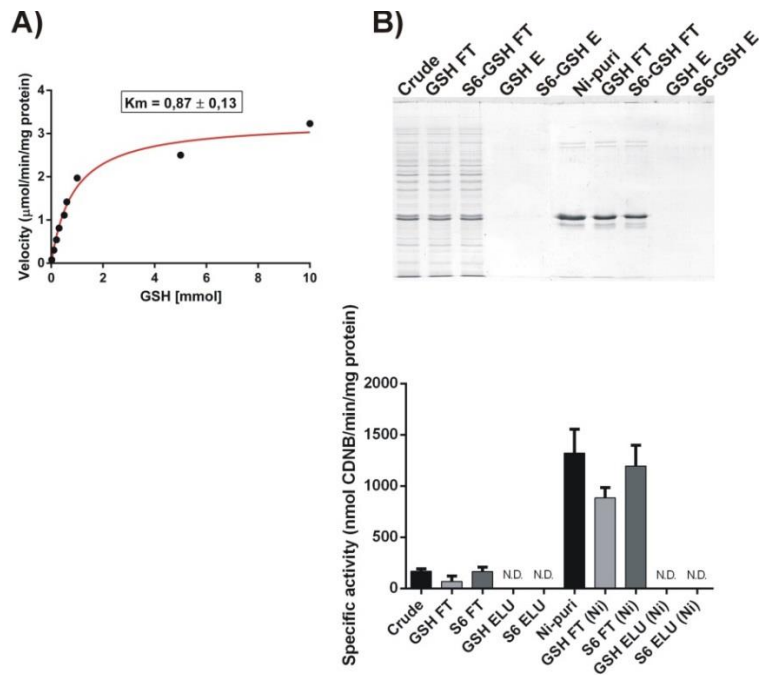 A)
Km = 0,87 ± 0,13
Velocity (μmol/min/mg protein)
4
3
2
1
0
0 2 4 6 8 10
GSH [mmol]
B)
Crude
GSH FT
S6-GSH FT
GSH E
S6-GSH E
Ni-puri
GSH FT
S6-GSH FT
GSH E
S6-GSH E
Specific activity (nmol CDNB/min/mg protein)
2000
1500
1000
500
0
N.D. N.D. N.D. N.D.
Crude
GSH FT
S6 FT
GSH ELU
S6 ELU
Ni-puri
GSH FT (Ni)
S6 FT (Ni)
GSH ELU (Ni)
S6 ELU (Ni)